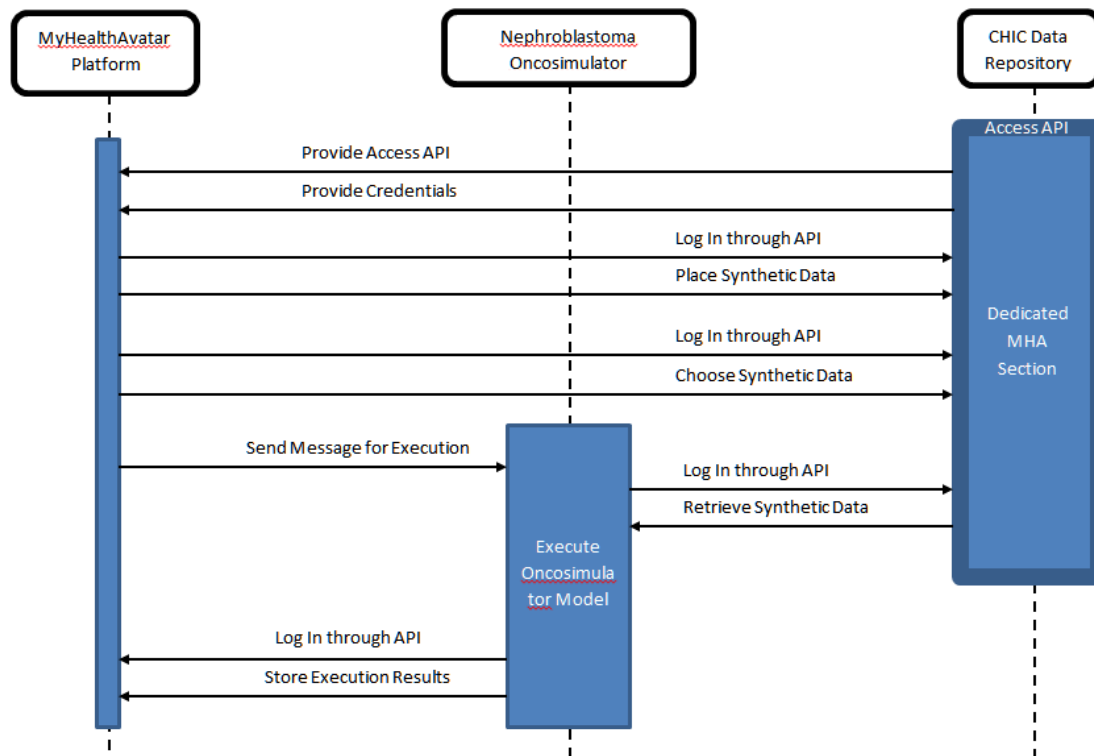 MyHealthAvatar
Platform
Nephroblastoma
Oncosimulator
CHIC Data
Repository
Access API
Provide Access API
Provide Credentials
Log In through API
Place Synthetic Data
Dedicated
MHA
Section
Log In through API
Choose Synthetic Data
Send Message for Execution
Log In through API
Retrieve Synthetic Data
Execute
Oncosimula
tor Model
Log In through API
Store Execution Results